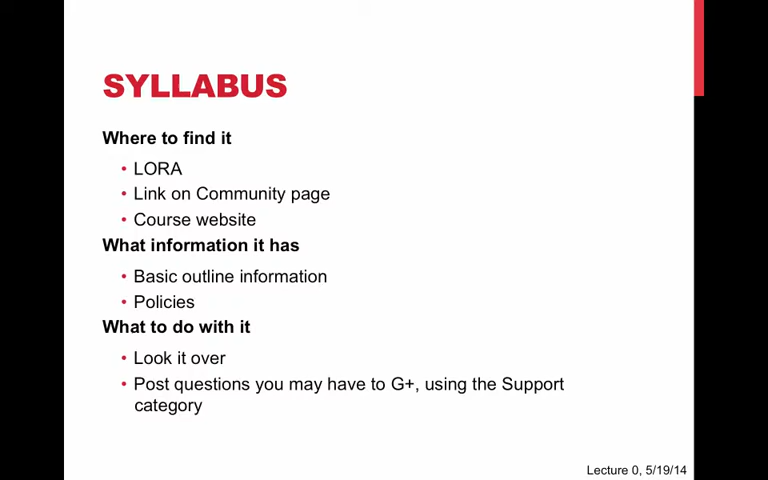 SYLLABUS
Where to find it
• LORA
• Link on Community page
• Course website
What information it has
• Basic outline information
• Policies
What to do with it
• Look it over
• Post questions you may have to G+, using the Support
category
Lecture 0, 5/19/14